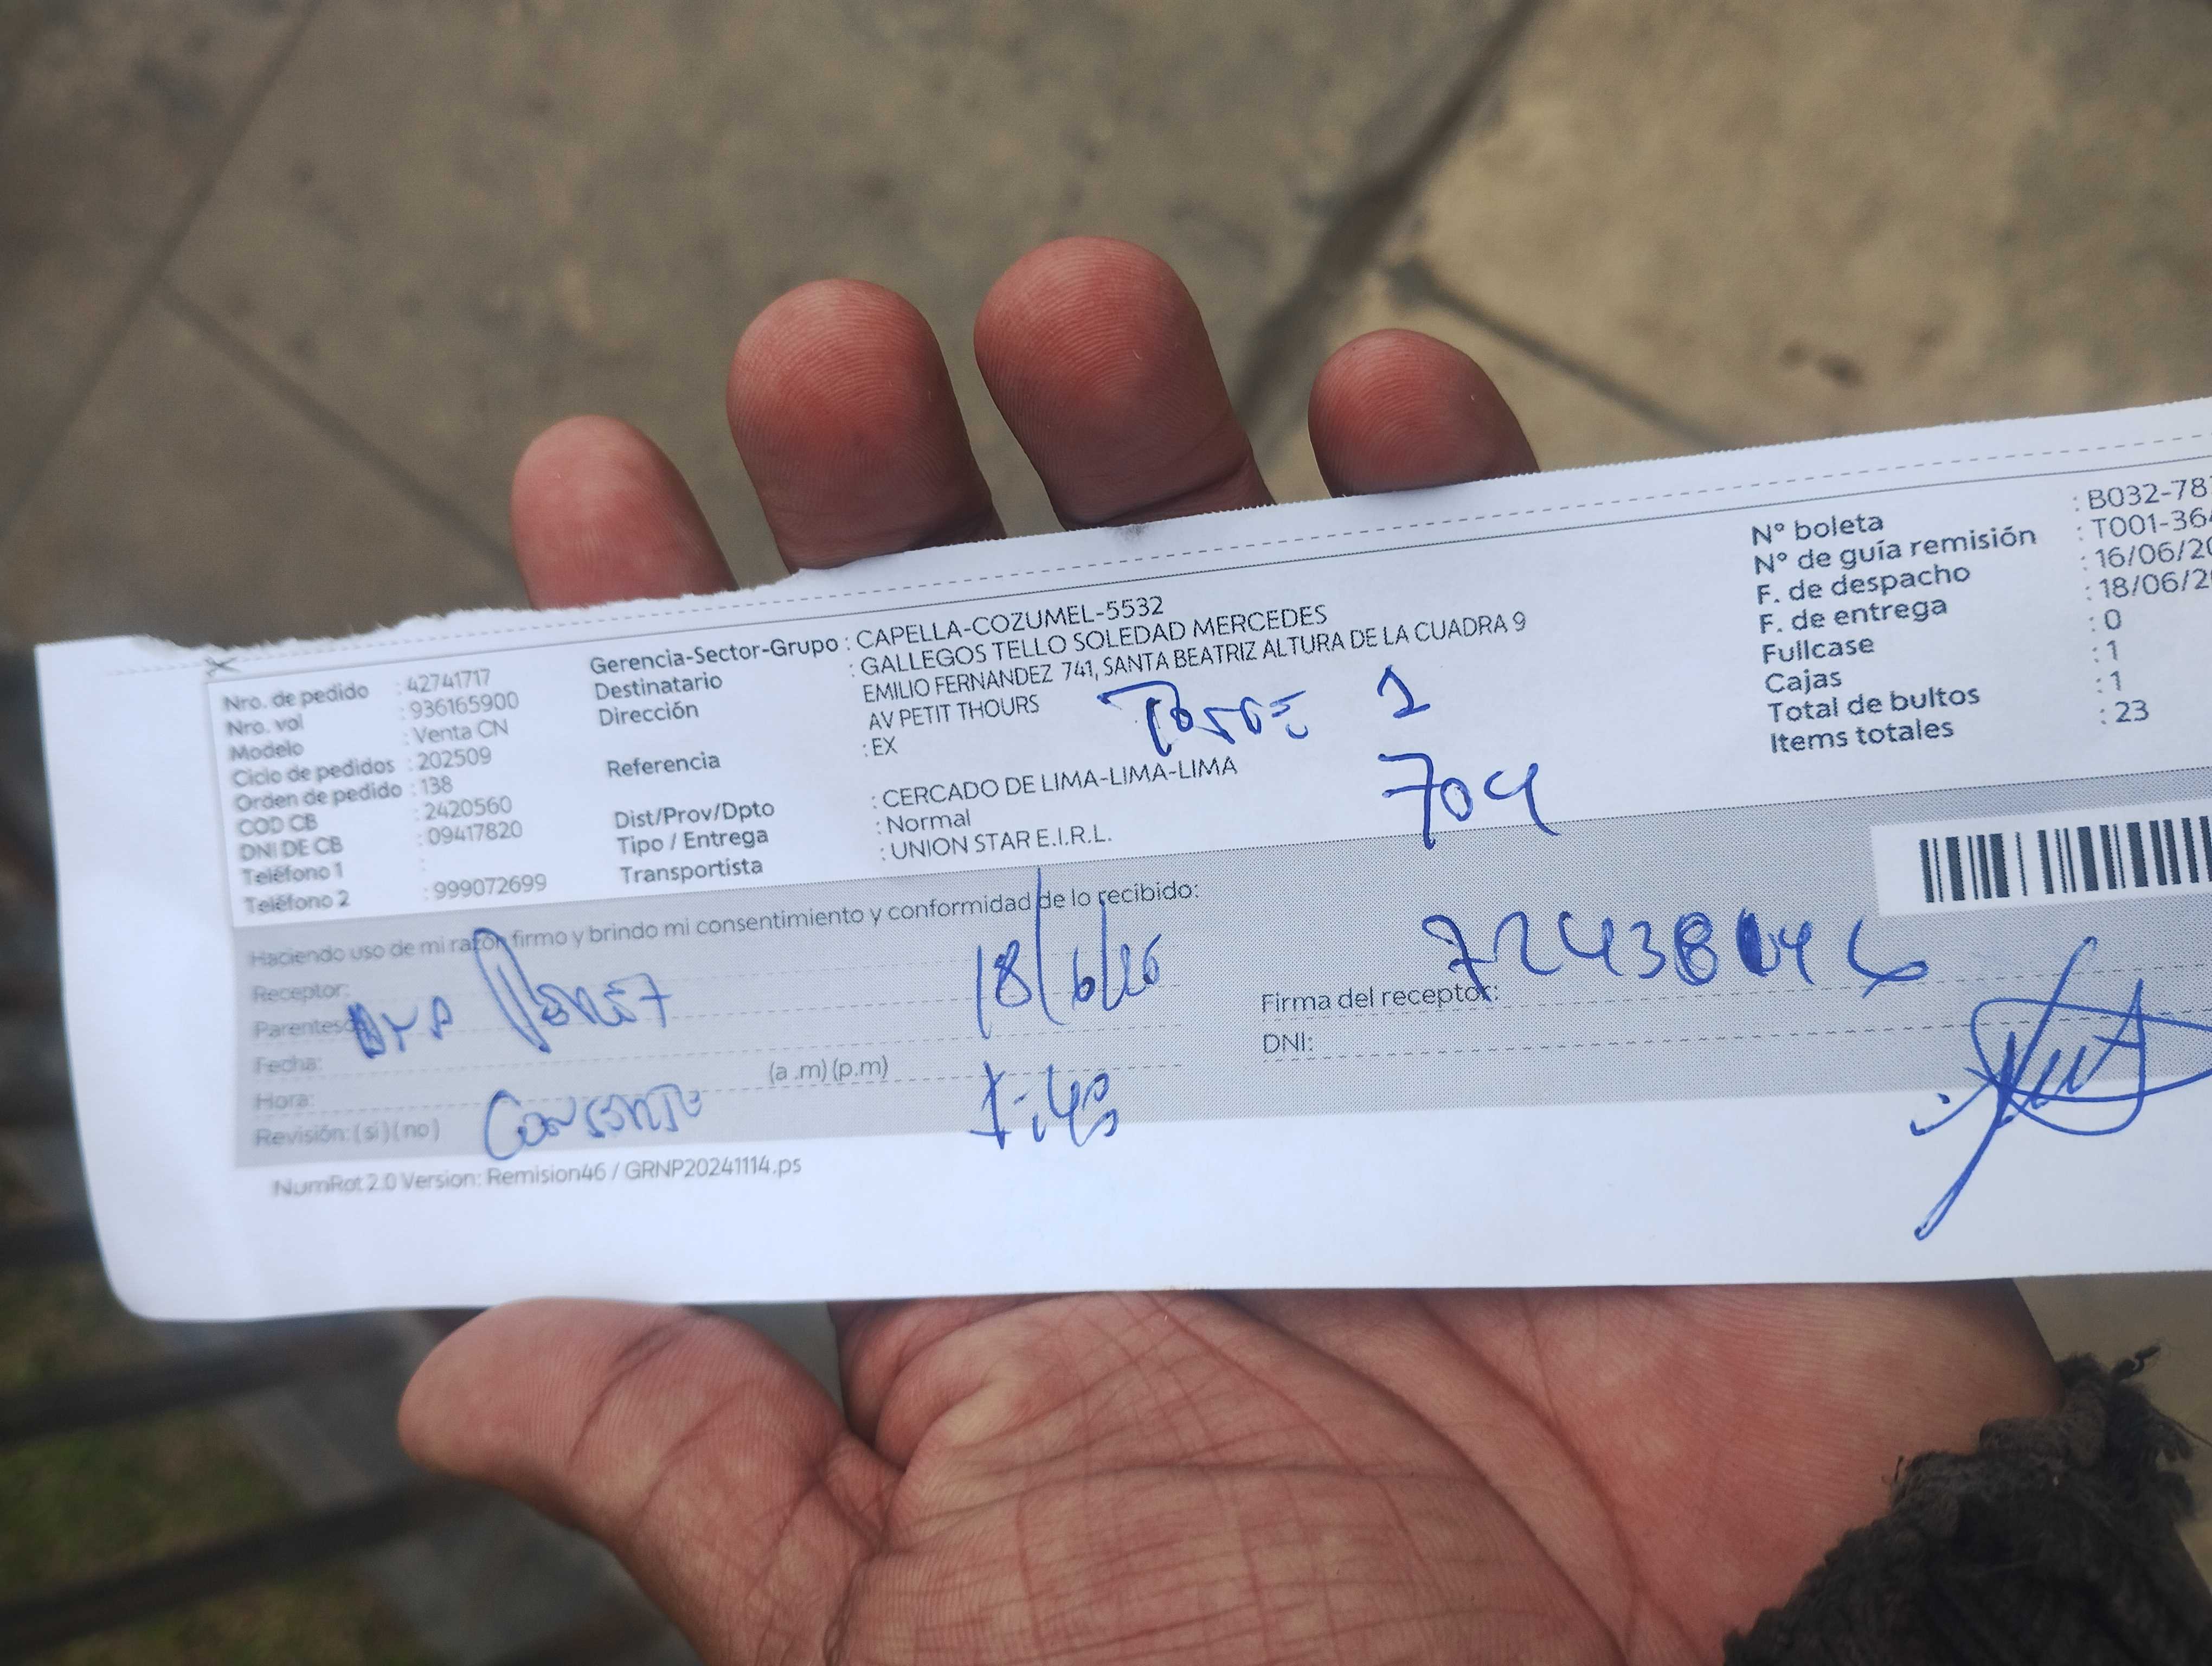 Nro. de pedido : 42741717
Nro. vol : 936165900
Modelo : Venta CN
Ciclo de pedidos : 202509
Orden de pedido : 138
COD CB : 2420560
DNI DE CB : 09417820
Teléfono 1 :
Teléfono 2 : 999072699
Gerencia-Sector-Grupo : CAPELLA-COZUMEL-5532
Destinatario : GALLEGOS TELLO SOLEDAD MERCEDES
Dirección EMILIO FERNANDEZ 741, SANTA BEATRIZ ALTURA DE LA CUADRA 9
AV PETIT THOURS
Torre 1
Referencia : EX
704
Dist/Prov/Dpto : CERCADO DE LIMA-LIMA-LIMA
Tipo / Entrega : Normal
Transportista : UNION STAR E.I.R.L.
N° boleta : B032-78
N° de guía remisión : T001-36
F. de despacho : 16/06/20
F. de entrega : 18/06/2
Fullcase : 0
Cajas : 1
Total de bultos : 1
Items totales : 23
Haciendo uso de mi razón firmo y brindo mi consentimiento y conformidad de lo recibido:
Receptor:
Parentesco
Fecha: 18/6/
Hora: (a .m) (p.m)
Revisión: (si) (no)
Firma del receptor:
DNI:
NumRot 2.0 Version: Remision46 / GRNP20241114.ps